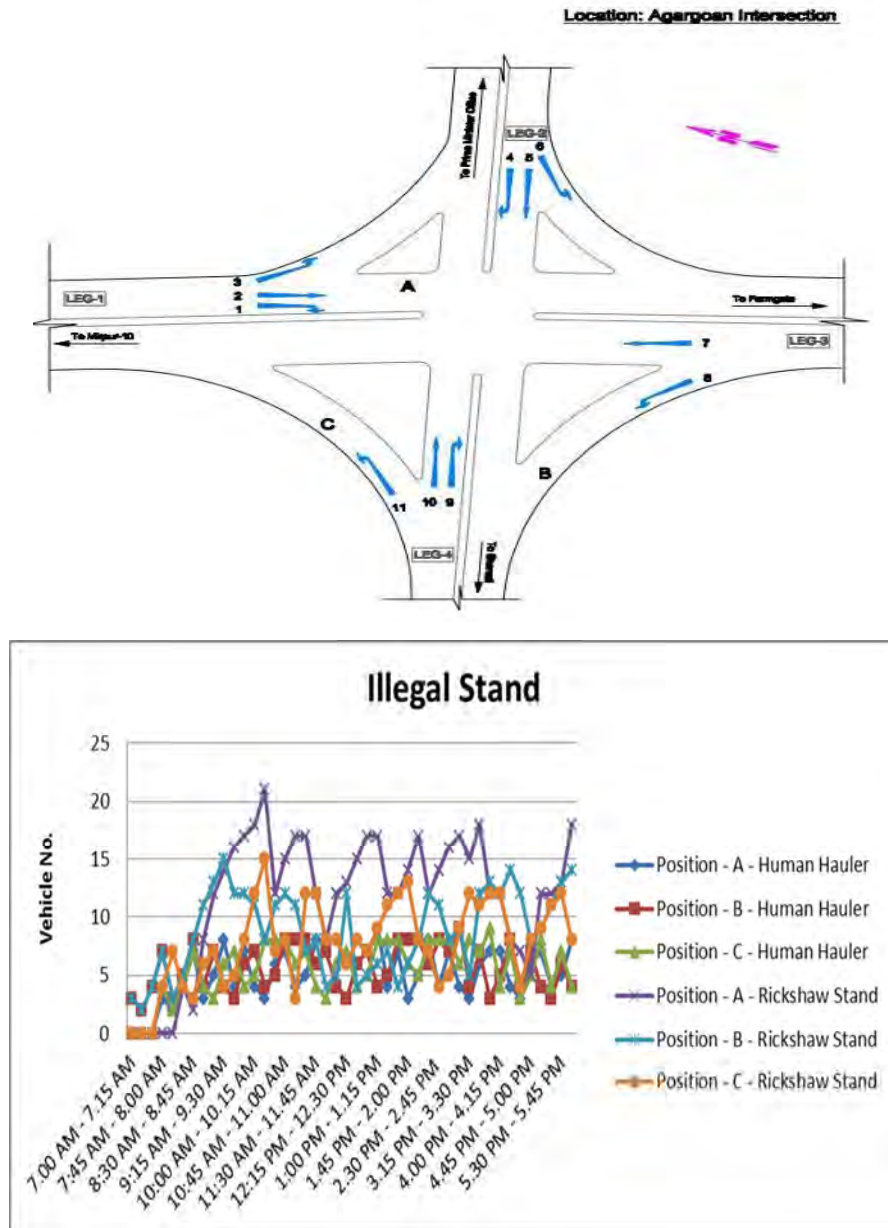 Location: Agargoan Intersection
To Prime Minister Office
LEG-2
6
4 5
3
A
LEG-1
2
1
To Farmgate
To Mirpur-10
7
LEG-3
8
C
B
11
10 9
LEG-4
To
Illegal Stand
25
20
15
10
5
0
Vehicle No.
Position - A - Human Hauler
Position - B - Human Hauler
Position - C - Human Hauler
Position - A - Rickshaw Stand
Position - B - Rickshaw Stand
Position - C - Rickshaw Stand
7:00 AM - 7:15 AM
7:45 AM - 8:00 AM
8:30 AM - 8:45 AM
9:15 AM - 9:30 AM
10:00 AM - 10:15 AM
10:45 AM - 11:00 AM
11:30 AM - 11:45 AM
12:15 PM - 12:30 PM
1:00 PM - 1:15 PM
1:45 PM - 2:00 PM
2:30 PM - 2:45 PM
3:15 PM - 3:30 PM
4:00 PM - 4:15 PM
4:45 PM - 5:00 PM
5:30 PM - 5:45 PM